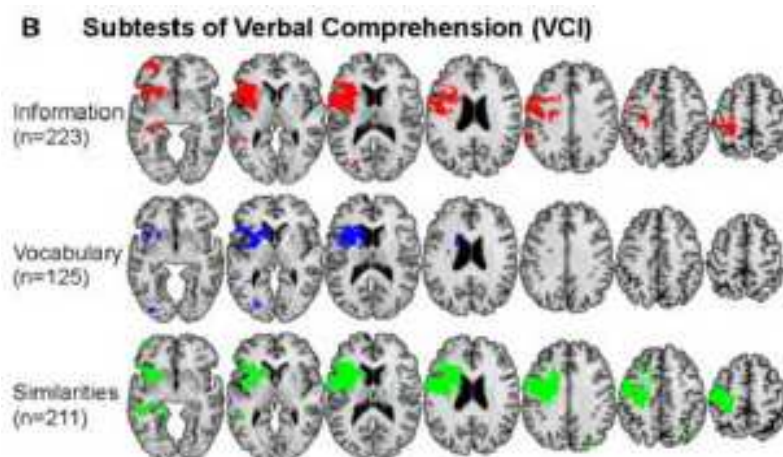 B Subtests of Verbal Comprehension (VCI)
Information
(n=223)
Vocabulary
(n=125)
Similarities
(n=211)